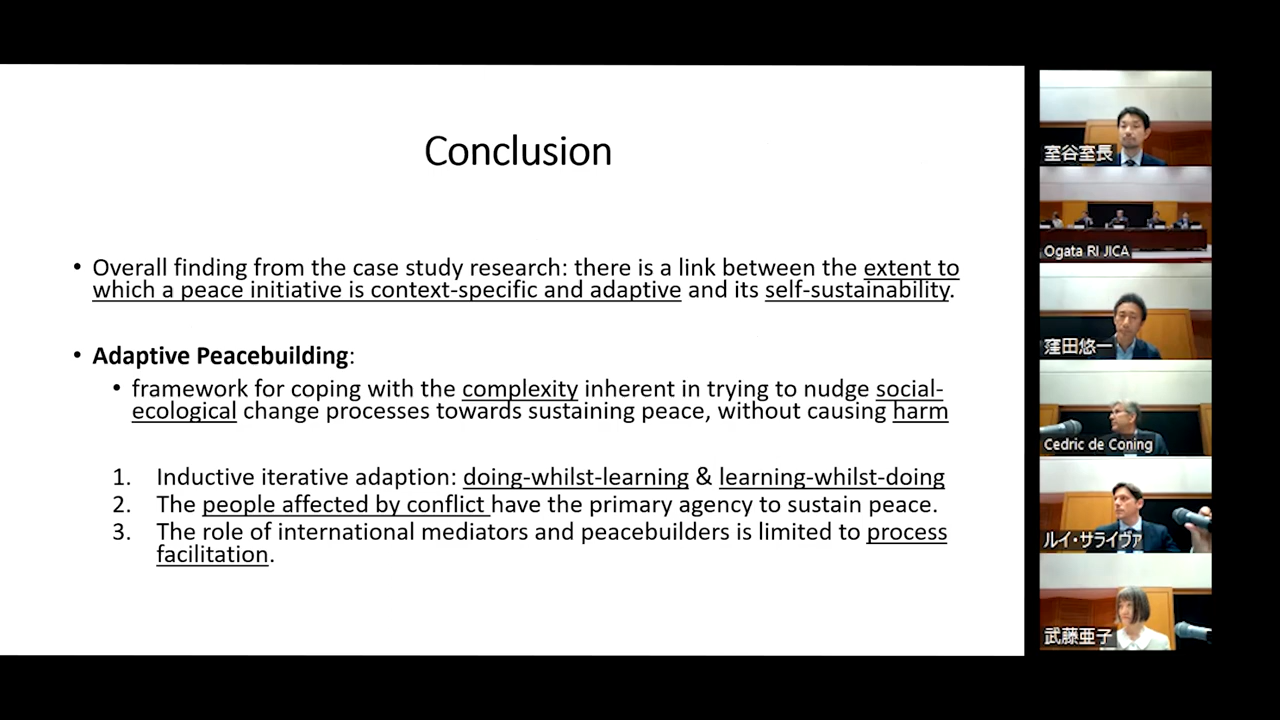 Conclusion
• Overall finding from the case study research: there is a link between the extent to
which a peace initiative is context-specific and adaptive and its self-sustainability.
• Adaptive Peacebuilding:
• framework for coping with the complexity inherent in trying to nudge social-
ecological change processes towards sustaining peace, without causing harm
1. Inductive iterative adaption: doing-whilst-learning & learning-whilst-doing
2. The people affected by conflict have the primary agency to sustain peace.
3. The role of international mediators and peacebuilders is limited to process
facilitation.
室谷室長
Ogata RI JICA
窪田悠一
Cedric de Coning
ルイ・サライヴァ
武藤亜子